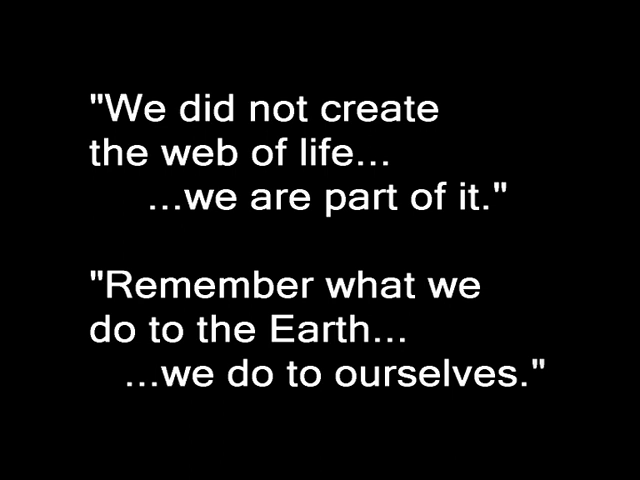 "We did not create
the web of life...
...we are part of it."
"Remember what we
do to the Earth...
...we do to ourselves."